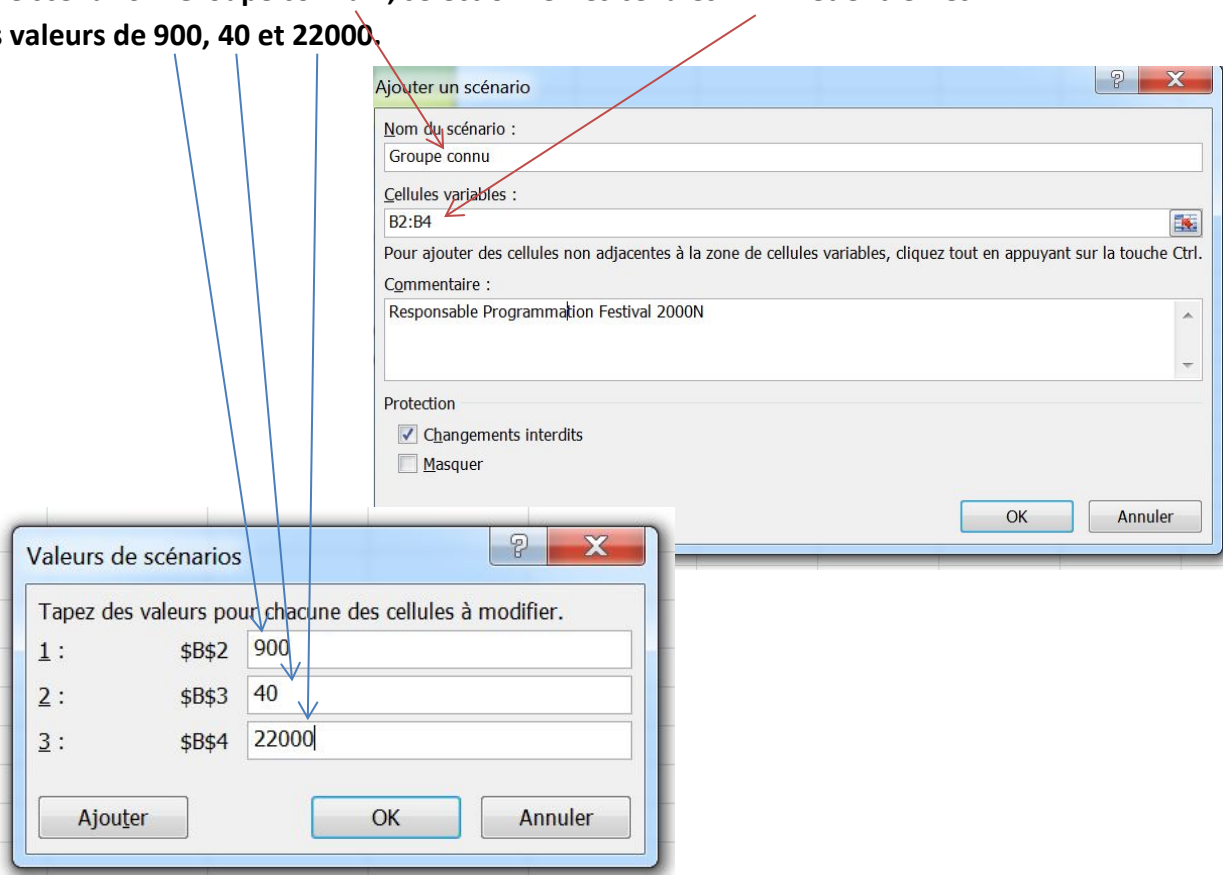 s valeurs de 900, 40 et 22000.
Ajouter un scénario
Nom du scénario :
Groupe connu
Cellules variables :
B2:B4
Pour ajouter des cellules non adjacentes à la zone de cellules variables, cliquez tout en appuyant sur la touche Ctrl.
Commentaire :
Responsable Programmation Festival 2000N
Protection
Changements interdits
Masquer
OK Annuler
Valeurs de scénarios
Tapez des valeurs pour chacune des cellules à modifier.
1 : $B$2 900
2 : $B$3 40
3 : $B$4 22000
Ajouter OK Annuler